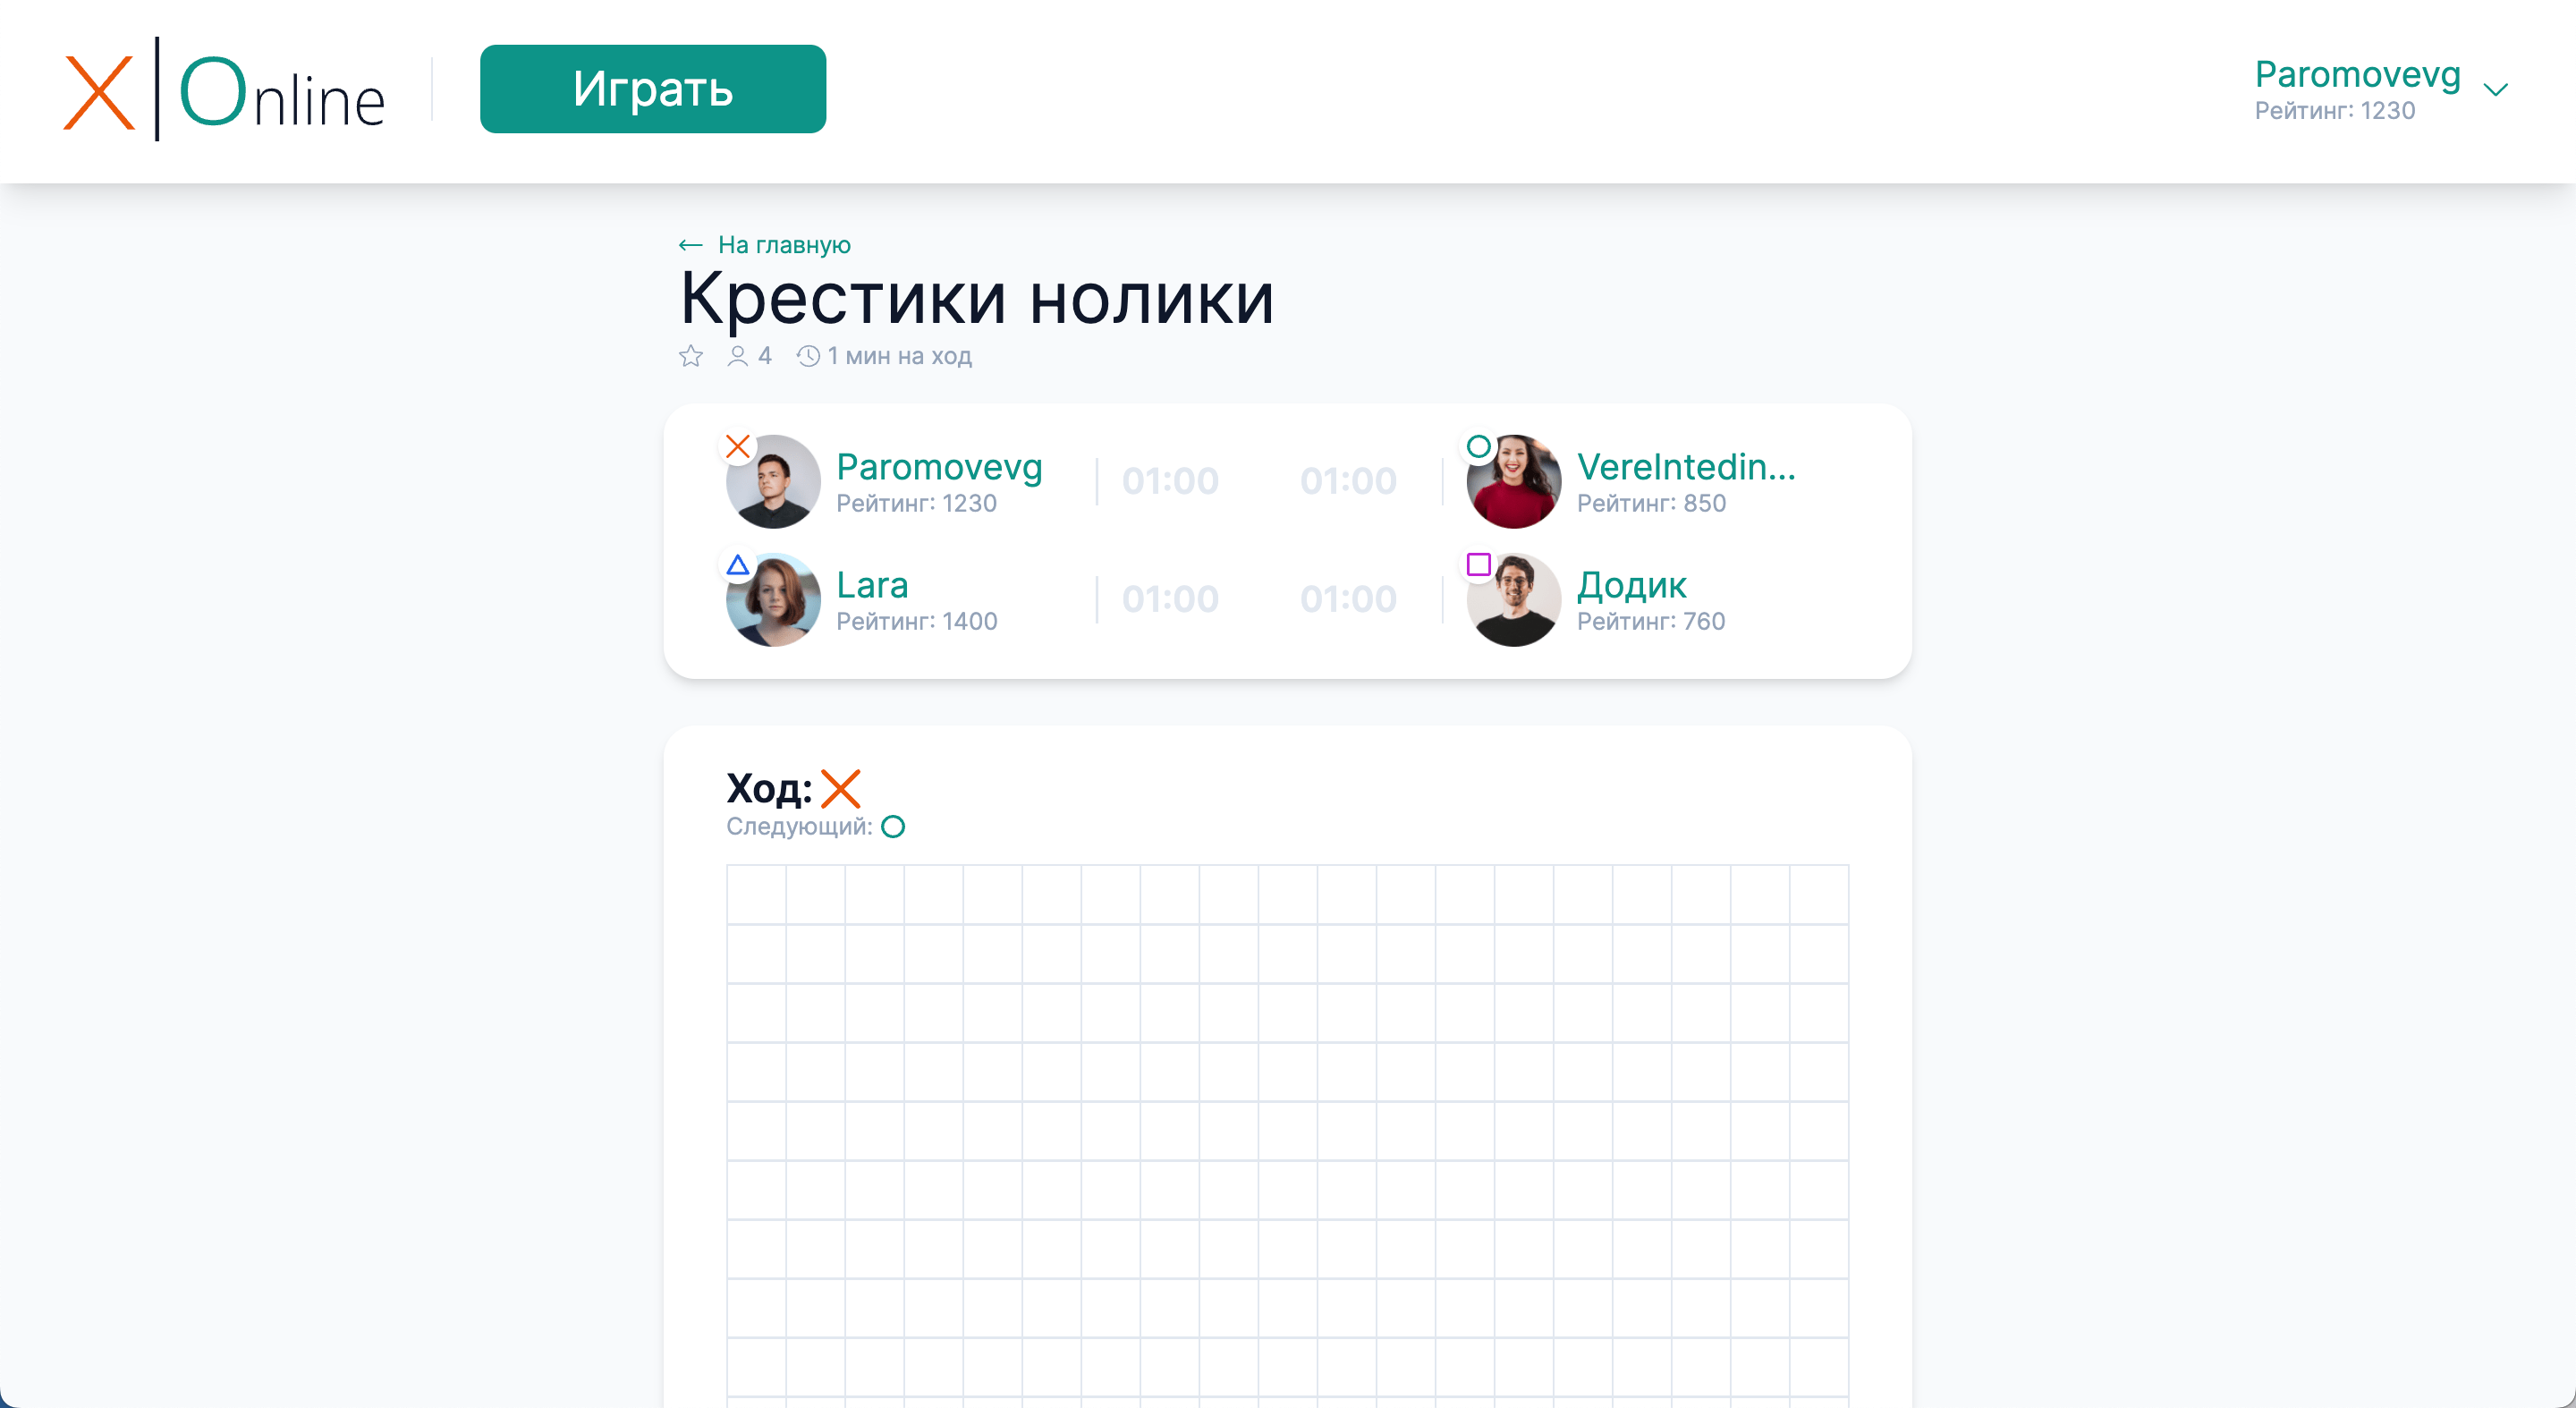 X|Online
Играть
Paromovevg
Рейтинг: 1230
На главную
Крестики нолики
4
1 мин на ход
Paromovevg
Рейтинг: 1230
01:00
01:00
VereIntedin...
Рейтинг: 850
Lara
Рейтинг: 1400
01:00
01:00
Додик
Рейтинг: 760
Ход:
Следующий: